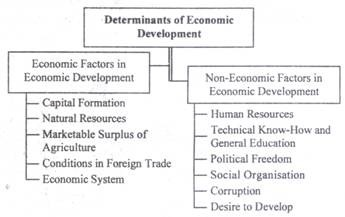 Determinants of Economic
Development
Economic Factors in
Economic Development
Capital Formation
Natural Resources
Marketable Surplus of
Agriculture
Conditions in Foreign Trade
Economic System
Non-Economic Factors in
Economic Development
Human Resources
Technical Know-How and
General Education
Political Freedom
Social Organisation
Corruption
Desire to Develop